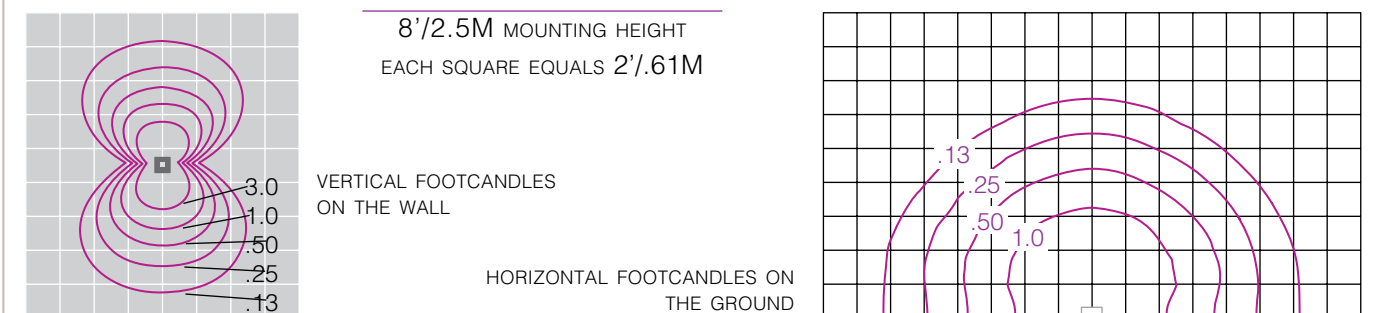 8'/2.5M MOUNTING HEIGHT
EACH SQUARE EQUALS 2'/.61M
3.0
1.0
.50
.25
.13
VERTICAL FOOTCANDLES
ON THE WALL
HORIZONTAL FOOTCANDLES ON
THE GROUND
.13
.25
.50
1.0